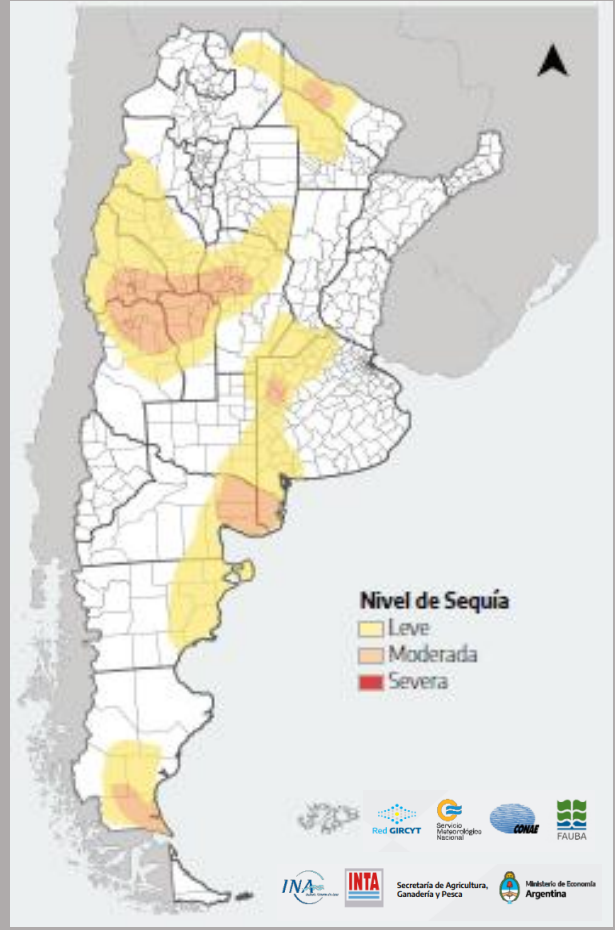 Nivel de Sequía
Leve
Moderada
Severa
Red GIRCYT
Servicio
Meteorológico
Nacional
CONAE
FAUBA
INA
INTA
Secretaría de Agricultura,
Ganadería y Pesca
Ministerio de Economía
Argentina